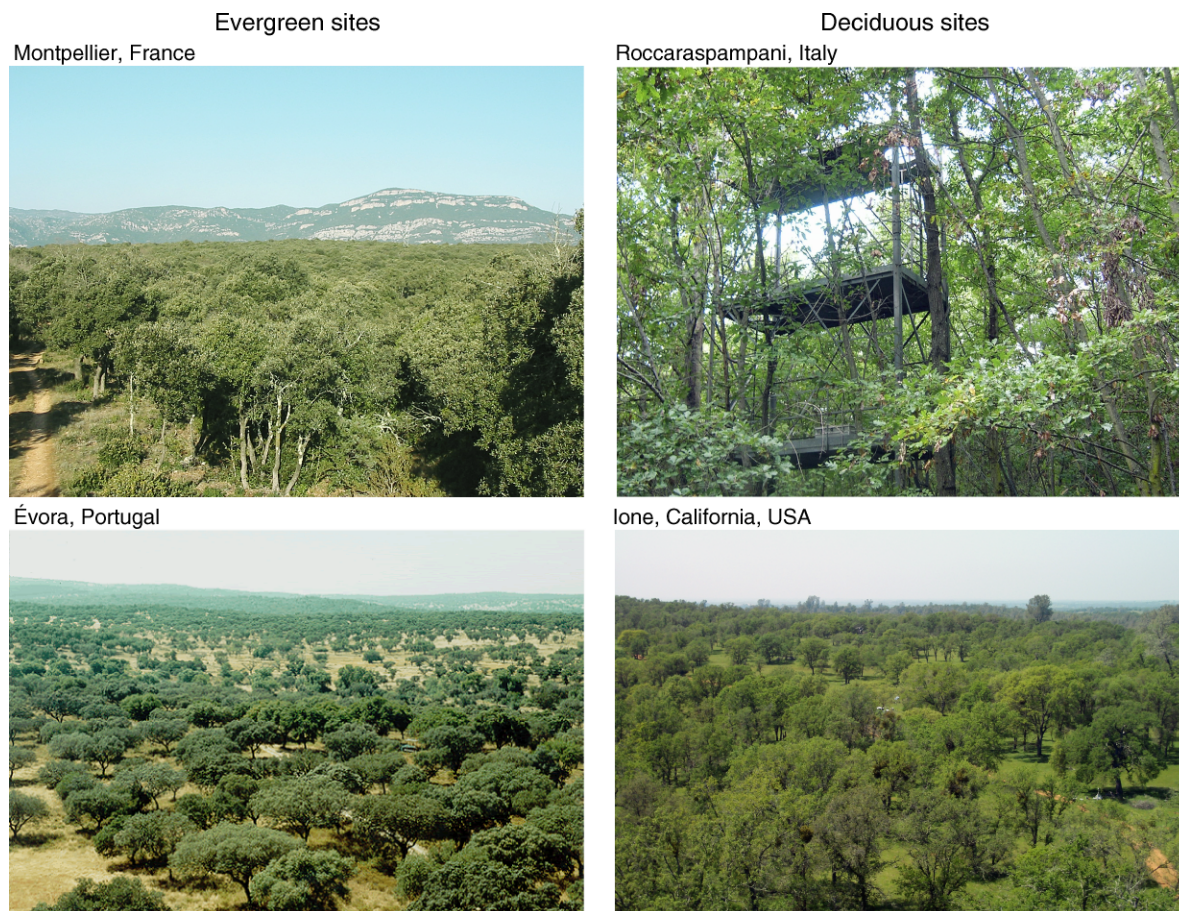 Evergreen sites
Deciduous sites
Montpellier, France
Roccaraspampani, Italy
Évora, Portugal
Ione, California, USA